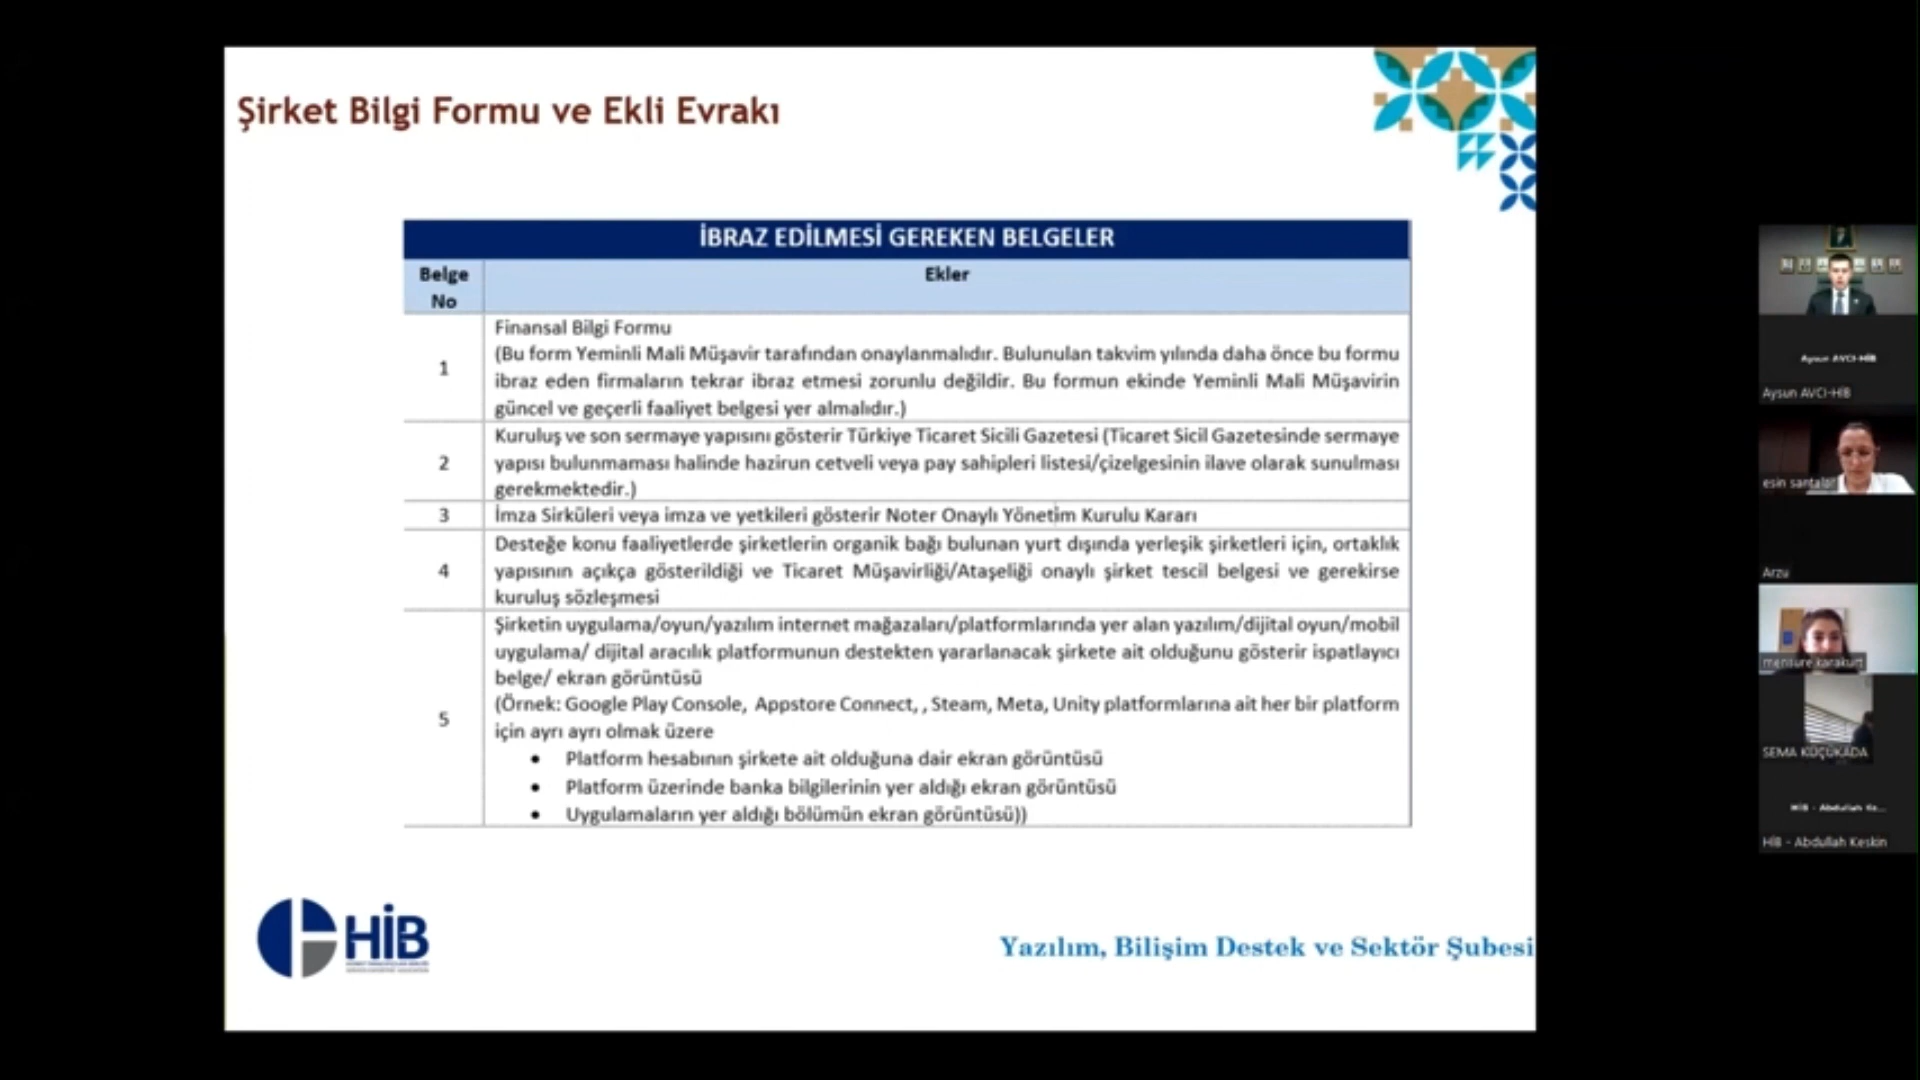 Şirket Bilgi Formu ve Ekli Evrakı
İBRAZ EDİLMESİ GEREKEN BELGELER
Belge No
Ekler
1
Finansal Bilgi Formu
(Bu form Yeminli Mali Müşavir tarafından onaylanmalıdır. Bulunulan takvim yılında daha önce bu formu
ibraz eden firmaların tekrar ibraz etmesi zorunlu değildir. Bu formun ekinde Yeminli Mali Müşavirin
güncel ve geçerli faaliyet belgesi yer almalıdır.)
2
Kuruluş ve son sermaye yapısını gösterir Türkiye Ticaret Sicili Gazetesi (Ticaret Sicil Gazetesinde sermaye
yapısı bulunmaması halinde hazirun cetveli veya pay sahipleri listesi/çizelgesinin ilave olarak sunulması
gerekmektedir.)
3
İmza Sirküleri veya imza ve yetkileri gösterir Noter Onaylı Yönetim Kurulu Kararı
4
Desteğe konu faaliyetlerde şirketlerin organik bağı bulunan yurt dışında yerleşik şirketleri için, ortaklık
yapısının açıkça gösterildiği ve Ticaret Müşavirliği/Ataşeliği onaylı şirket tescil belgesi ve gerekirse
kuruluş sözleşmesi
5
Şirketin uygulama/oyun/yazılım internet mağazaları/platformlarında yer alan yazılım/dijital oyun/mobil
uygulama/ dijital aracılık platformunun destekten yararlanacak şirkete ait olduğunu gösterir ispatlayıcı
belge/ ekran görüntüsü
(Örnek: Google Play Console, Appstore Connect, , Steam, Meta, Unity platformlarına ait her bir platform
için ayrı ayrı olmak üzere
• Platform hesabının şirkete ait olduğuna dair ekran görüntüsü
• Platform üzerinde banka bilgilerinin yer aldığı ekran görüntüsü
• Uygulamaların yer aldığı bölümün ekran görüntüsü))
HİB
Yazılım, Bilişim Destek ve Sektör Şubesi
Aysun AVCI-HİB
Aysun AVCI-HİB
esin santalar
Arzu
mensure karakurt
SEMA KÜÇÜKADA
HİB - Abdullah Ke...
HİB - Abdullah Keskin